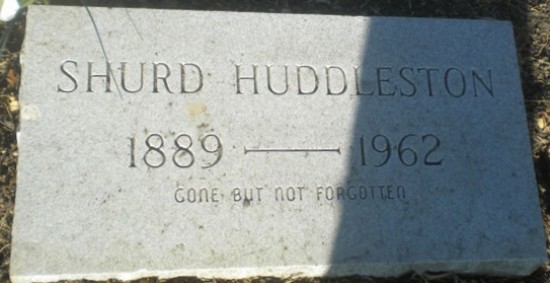 SHURD HUDDLESTON
1889 — 1962
GONE BUT NOT FORGOTTEN